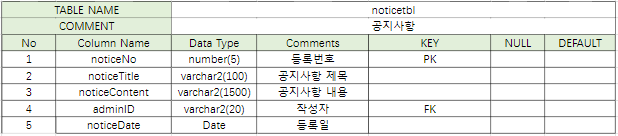 TABLE NAME noticetbl
COMMENT 공지사항
No Column Name Data Type Comments KEY NULL DEFAULT
1 noticeNo number(5) 등록번호 PK
2 noticeTitle varchar2(100) 공지사항 제목
3 noticeContent varchar2(1500) 공지사항 내용
4 adminID varchar2(20) 작성자 FK
5 noticeDate Date 등록일